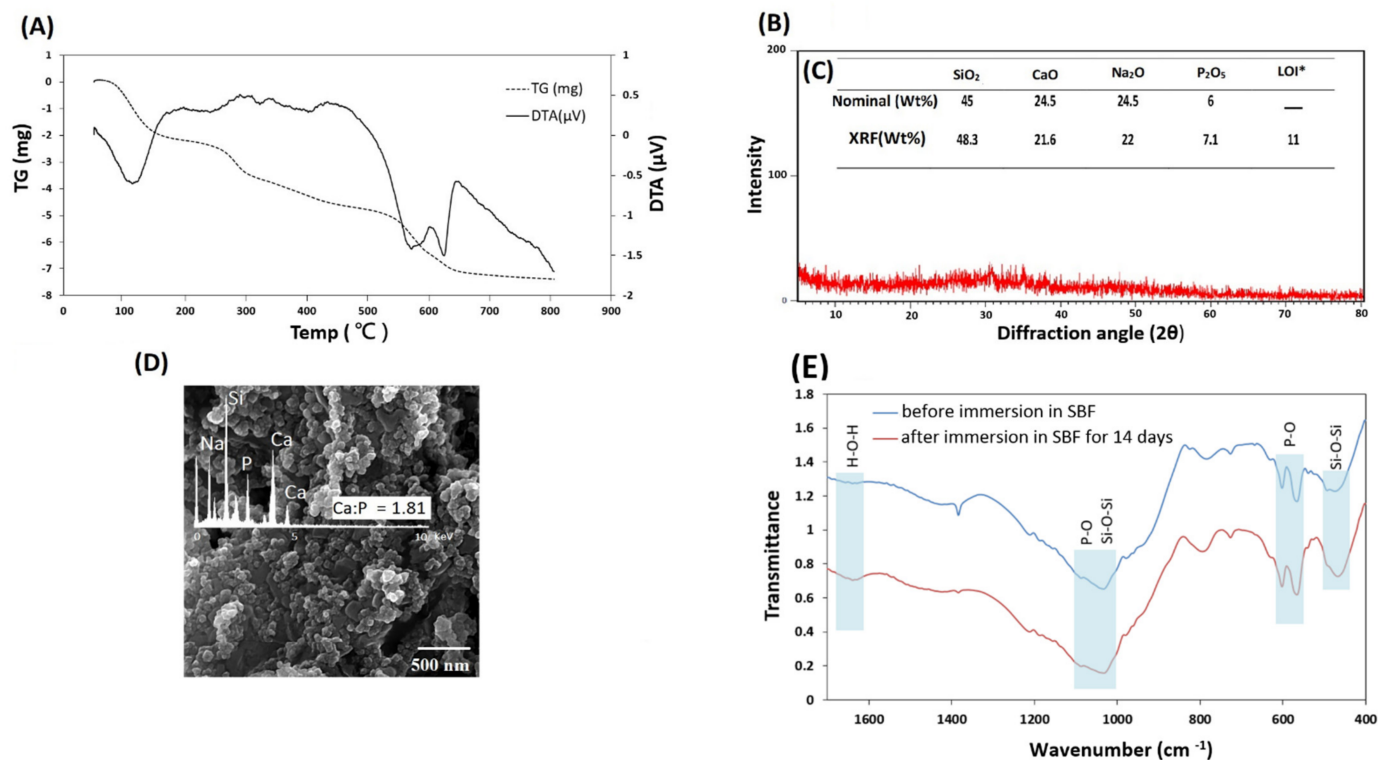 (A)
1
0
-1
-2
-3
-4
-5
-6
-7
-8
TG (mg)
1
0.5
0
-0.5
-1
-1.5
-2
DTA (μV)
TG (mg)
DTA(μV)
0 100 200 300 400 500 600 700 800 900
Temp ( ℃)
(B)
200
100
0
Intensity
(C)
SiO₂ CaO Na₂O P₂O₅ LOI*
Nominal (Wt%) 45 24.5 24.5 6 —
XRF(Wt%) 48.3 21.6 22 7.1 11
10 20 30 40 50 60 70 80
Diffraction angle (2θ)
(D)
Si
Na
P
Ca
Ca
Ca:P = 1.81
0 5 10 KeV
500 nm
(E)
1.8
1.6
1.4
1.2
1
0.8
0.6
0.4
0.2
0
Transmittance
before immersion in SBF
after immersion in SBF for 14 days
H-O-H
P-O
Si-O-Si
P-O
Si-O-Si
1600 1400 1200 1000 800 600 400
Wavenumber (cm ⁻¹)